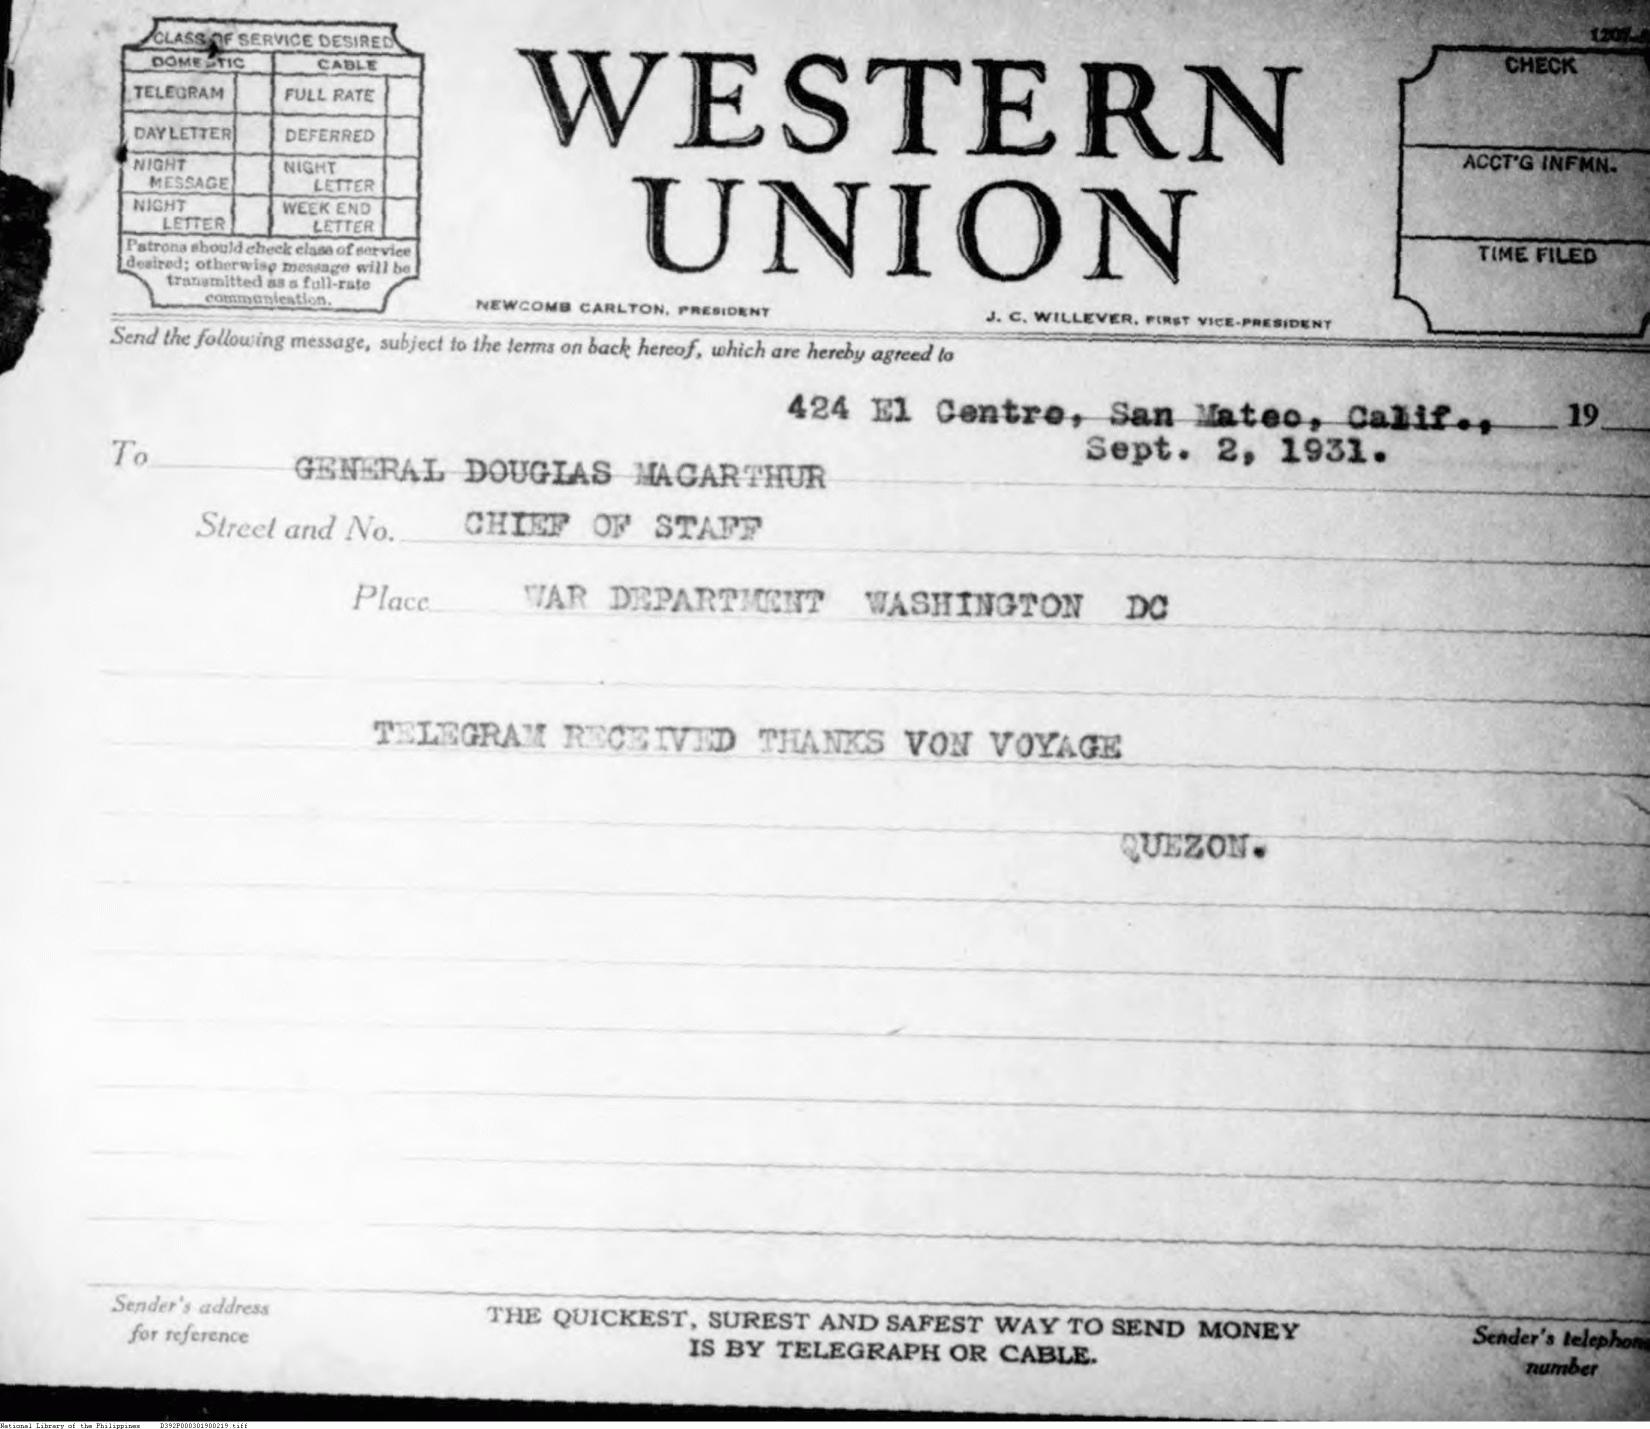 1207-
CLASS OF SERVICE DESIRED
DOMESTIC CABLE
TELEGRAM FULL RATE
DAY LETTER DEFERRED
NIGHT MESSAGE NIGHT LETTER
NIGHT LETTER WEEK END LETTER
Patrons should check class of service
desired; otherwise message will be
transmitted as a full-rate
communication.
WESTERN
UNION
NEWCOMB CARLTON, PRESIDENT
J. C. WILLEVER, FIRST VICE-PRESIDENT
CHECK
ACCT'G INFMN.
TIME FILED
Send the following message, subject to the terms on back hereof, which are hereby agreed to
424 El Centro, San Mateo, Calif., 19
Sept. 2, 1931.
To GENERAL DOUGLAS MACARTHUR
Street and No. CHIEF OF STAFF
Place WAR DEPARTMENT WASHINGTON DC
TELEGRAM RECEIVED THANKS VON VOYAGE
QUEZON.
Sender's address
for reference
THE QUICKEST, SUREST AND SAFEST WAY TO SEND MONEY
IS BY TELEGRAPH OR CABLE.
Sender's telephon
number
National Library of the Philippines D392P000301900219.tiff